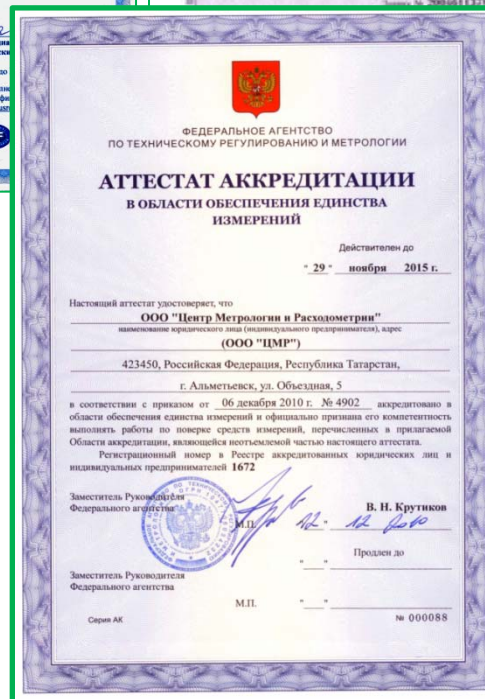 ФЕДЕРАЛЬНОЕ АГЕНТСТВО
ПО ТЕХНИЧЕСКОМУ РЕГУЛИРОВАНИЮ И МЕТРОЛОГИИ
АТТЕСТАТ АККРЕДИТАЦИИ
В ОБЛАСТИ ОБЕСПЕЧЕНИЯ ЕДИНСТВА
ИЗМЕРЕНИЙ
Действителен до
" 29 " ноября 2015 г.
Настоящий аттестат удостоверяет, что
ООО "Центр Метрологии и Расходометрии"
наименование юридического лица (индивидуального предпринимателя), адрес
(ООО "ЦМР")
423450, Российская Федерация, Республика Татарстан,
г. Альметьевск, ул. Объездная, 5
в соответствии с приказом от 06 декабря 2010 г. № 4902 аккредитовано в
области обеспечения единства измерений и официально признана его компетентность
выполнять работы по поверке средств измерений, перечисленных в прилагаемой
Области аккредитации, являющейся неотъемлемой частью настоящего аттестата.
Регистрационный номер в Реестре аккредитованных юридических лиц и
индивидуальных предпринимателей 1672
Заместитель Руководителя
Федерального агентства
В. Н. Крутиков
М.П. " 12 " 12 2010
Продлен до
" "
Заместитель Руководителя
Федерального агентства
М.П. " "
Серия АК № 000088